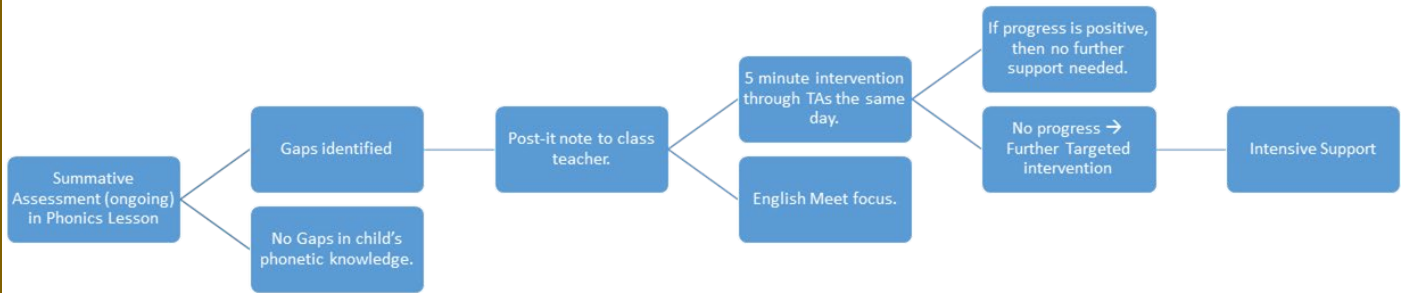 Summative
Assessment (ongoing)
in Phonics Lesson
Gaps identified
No Gaps in child's
phonetic knowledge.
Post-it note to class
teacher.
5 minute intervention
through TAs the same
day.
English Meet focus.
If progress is positive,
then no further
support needed.
No progress →
Further Targeted
intervention
Intensive Support